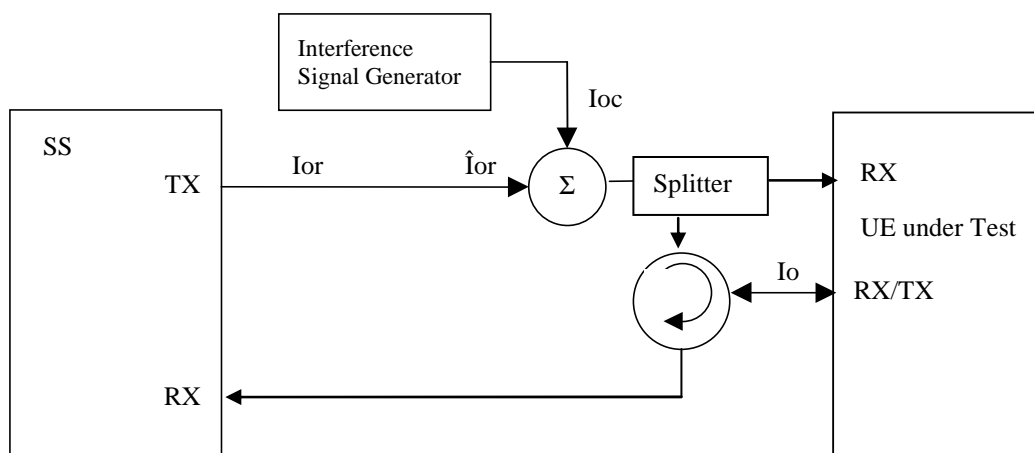 Interference
Signal Generator
Ioc
SS
TX
Ior
Îor
Σ
Splitter
RX
UE under Test
Io
RX/TX
RX